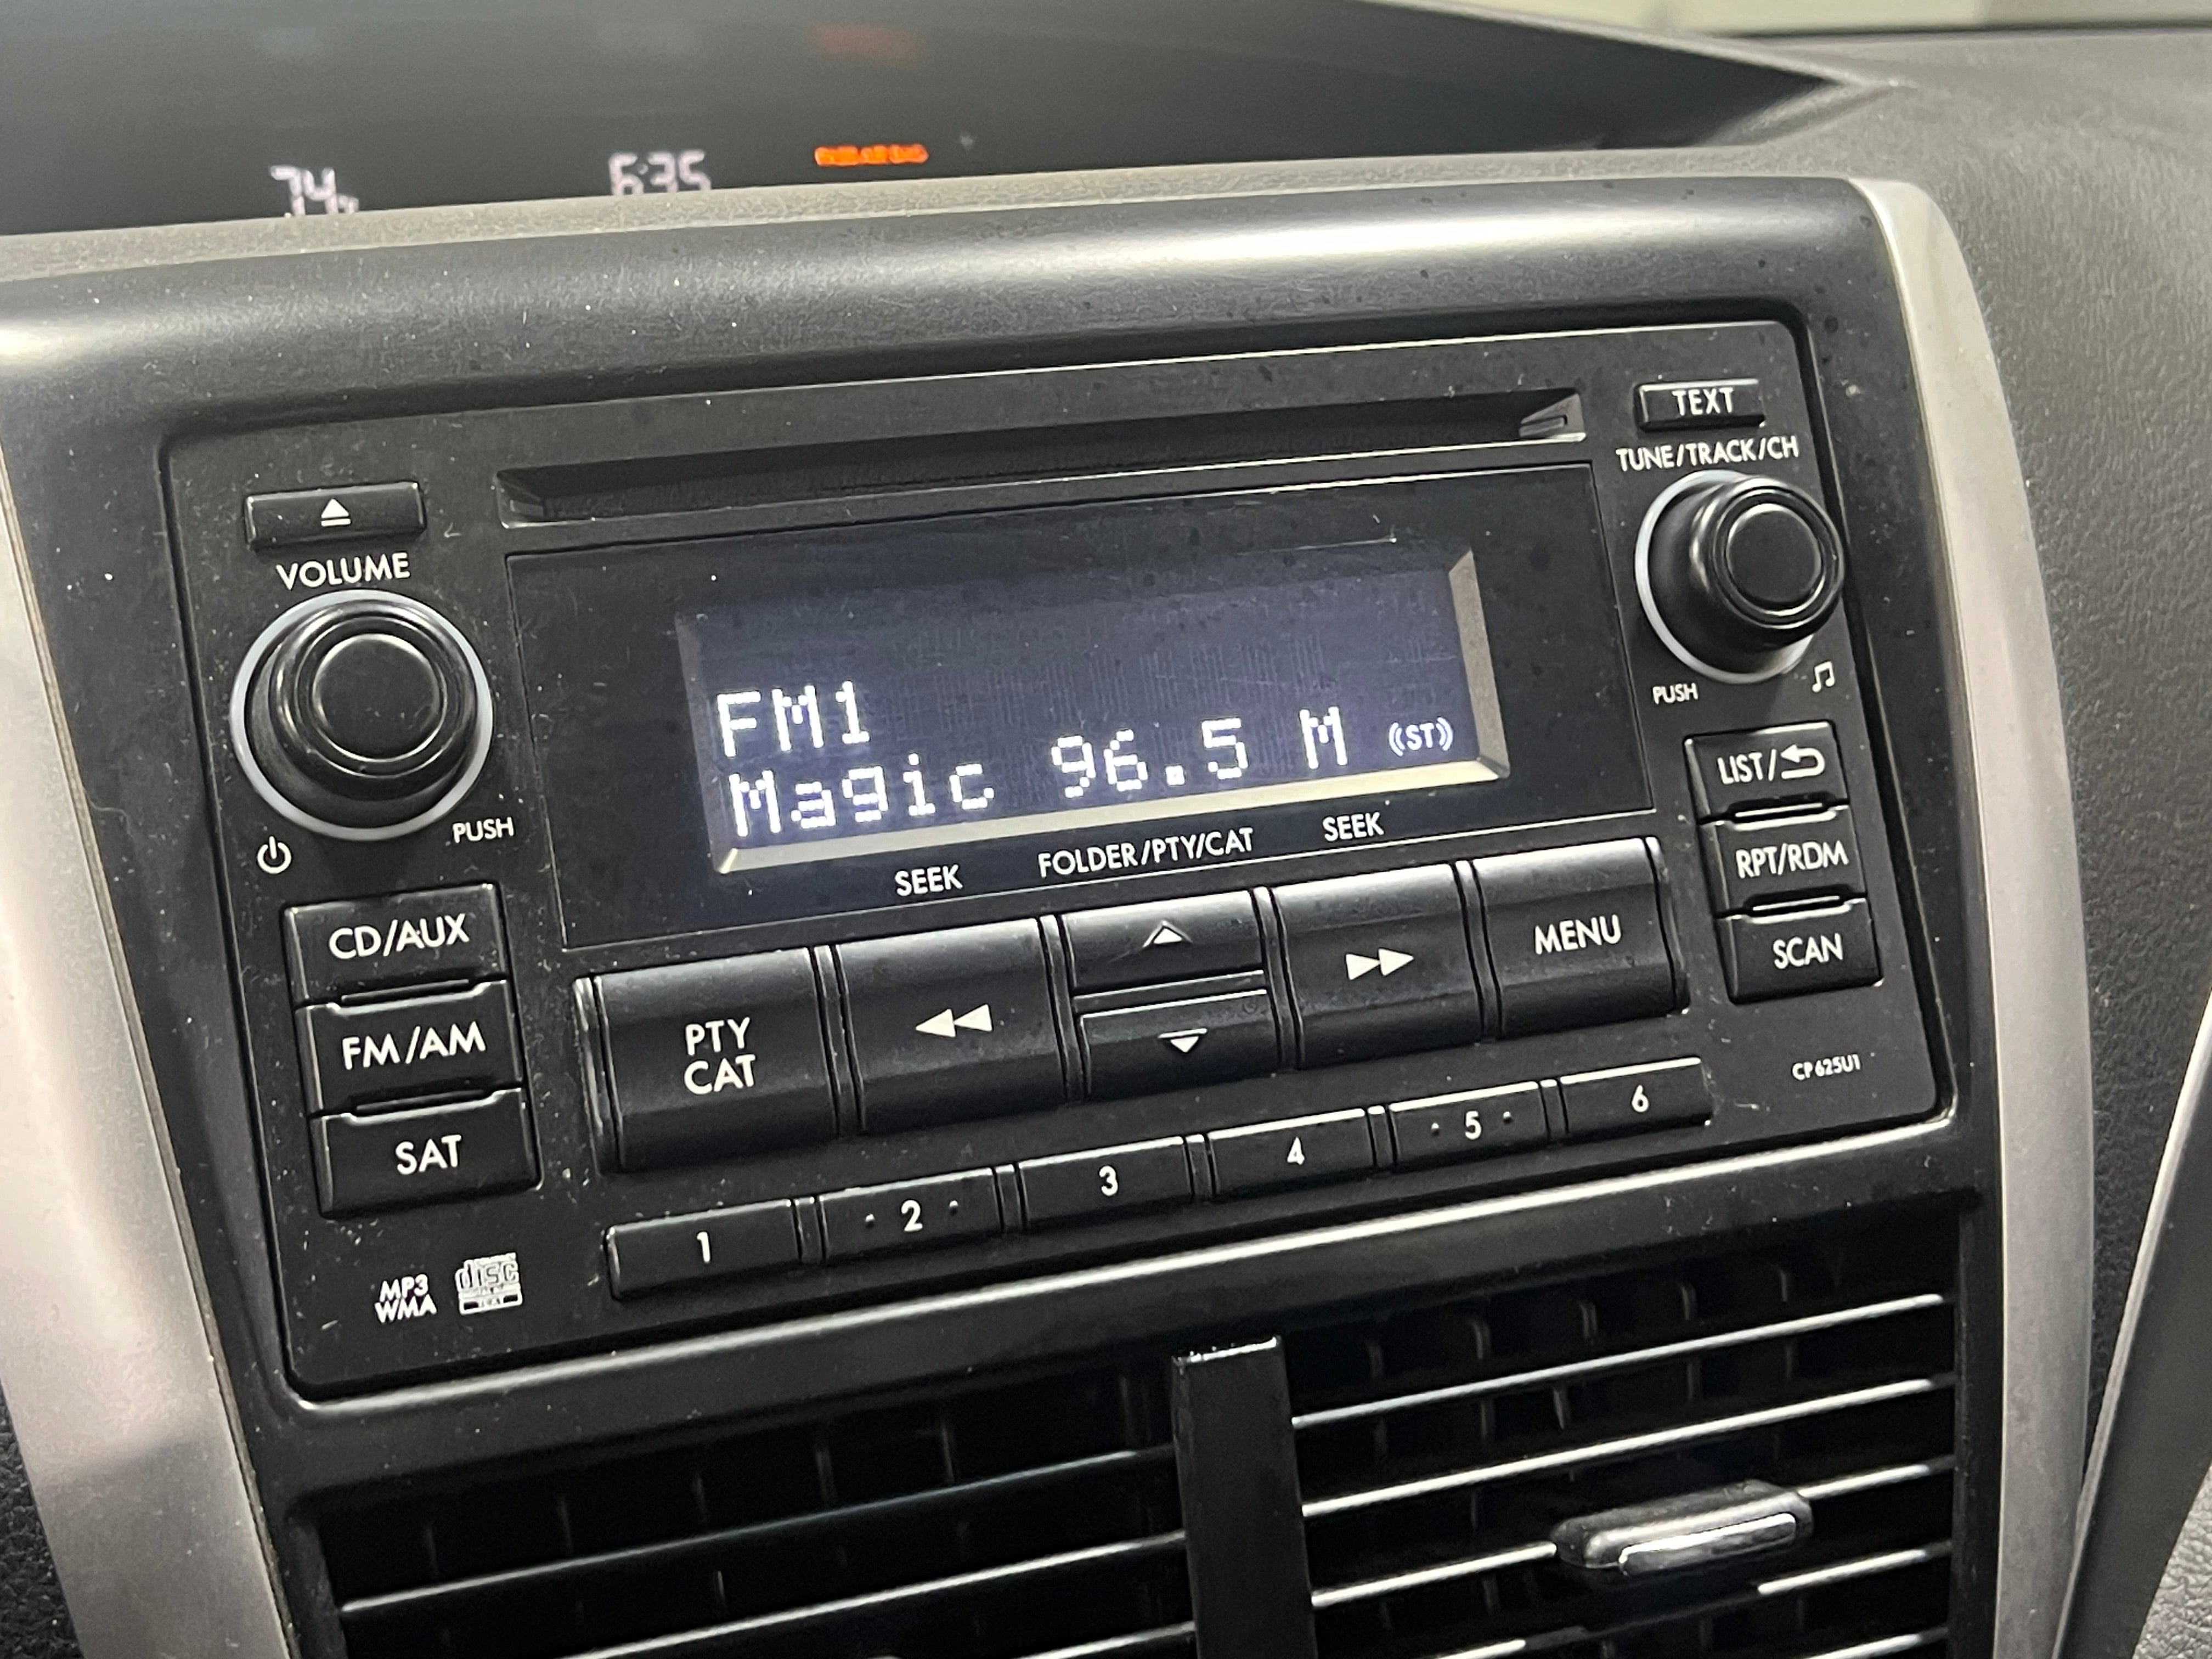 74
6:35
TEXT
TUNE/TRACK/CH
VOLUME
PUSH
FM1
Magic 96.5 M ((ST))
PUSH
LIST/
RPT/RDM
SCAN
SEEK FOLDER/PTY/CAT SEEK
CD/AUX
FM/AM
SAT
PTY
CAT
MENU
CP625U1
1 2 3 4 5 6
MP3
WMA
disc
TEXT